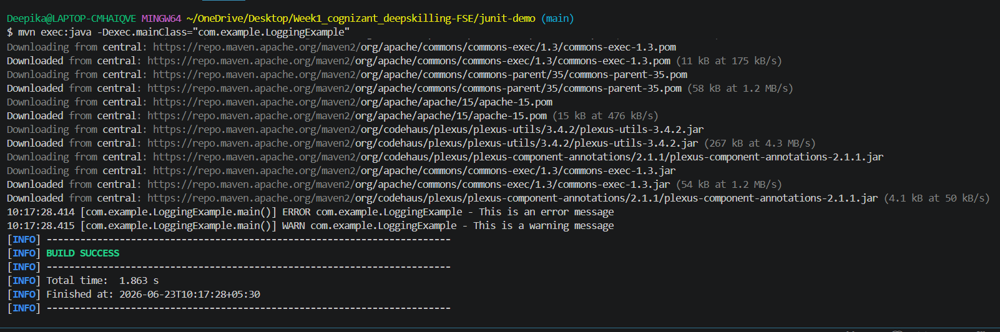 Deepika@LAPTOP-CMHAIQVE MINGW64 ~/OneDrive/Desktop/Week1_cognizant_deepskilling-FSE/junit-demo (main)
$ mvn exec:java -Dexec.mainClass="com.example.LoggingExample"
Downloading from central: https://repo.maven.apache.org/maven2/org/apache/commons/commons-exec/1.3/commons-exec-1.3.pom
Downloaded from central: https://repo.maven.apache.org/maven2/org/apache/commons/commons-exec/1.3/commons-exec-1.3.pom (11 kB at 175 kB/s)
Downloading from central: https://repo.maven.apache.org/maven2/org/apache/commons/commons-parent/35/commons-parent-35.pom
Downloaded from central: https://repo.maven.apache.org/maven2/org/apache/commons/commons-parent/35/commons-parent-35.pom (58 kB at 1.2 MB/s)
Downloading from central: https://repo.maven.apache.org/maven2/org/apache/apache/15/apache-15.pom
Downloaded from central: https://repo.maven.apache.org/maven2/org/apache/apache/15/apache-15.pom (15 kB at 476 kB/s)
Downloading from central: https://repo.maven.apache.org/maven2/org/codehaus/plexus/plexus-utils/3.4.2/plexus-utils-3.4.2.jar
Downloaded from central: https://repo.maven.apache.org/maven2/org/codehaus/plexus/plexus-utils/3.4.2/plexus-utils-3.4.2.jar (267 kB at 4.3 MB/s)
Downloading from central: https://repo.maven.apache.org/maven2/org/codehaus/plexus/plexus-component-annotations/2.1.1/plexus-component-annotations-2.1.1.jar
Downloading from central: https://repo.maven.apache.org/maven2/org/apache/commons/commons-exec/1.3/commons-exec-1.3.jar
Downloaded from central: https://repo.maven.apache.org/maven2/org/apache/commons/commons-exec/1.3/commons-exec-1.3.jar (54 kB at 1.2 MB/s)
Downloaded from central: https://repo.maven.apache.org/maven2/org/codehaus/plexus/plexus-component-annotations/2.1.1/plexus-component-annotations-2.1.1.jar (4.1 kB at 50 kB/s)
10:17:28.414 [com.example.LoggingExample.main()] ERROR com.example.LoggingExample - This is an error message
10:17:28.415 [com.example.LoggingExample.main()] WARN com.example.LoggingExample - This is a warning message
[INFO] ------------------------------------------------------------------------
[INFO] BUILD SUCCESS
[INFO] ------------------------------------------------------------------------
[INFO] Total time:  1.863 s
[INFO] Finished at: 2026-06-23T10:17:28+05:30
[INFO] ------------------------------------------------------------------------